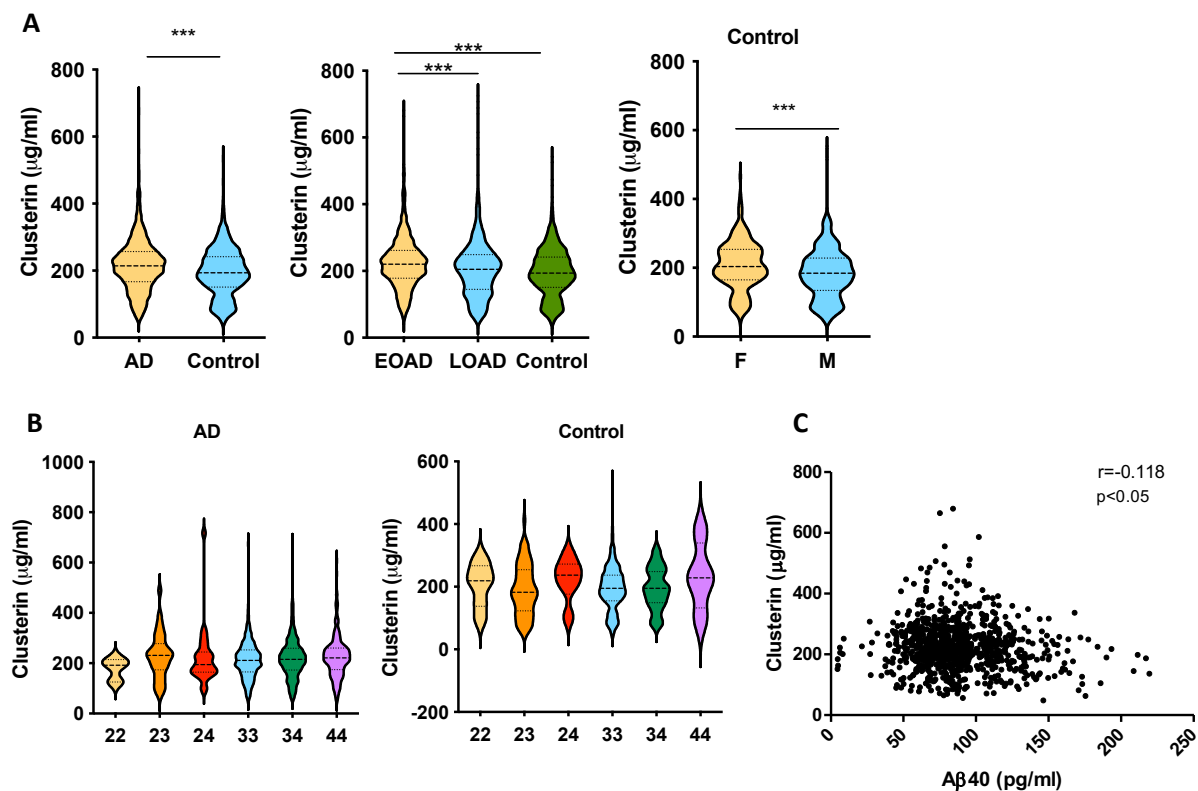 A
***
Clusterin (μg/ml)
800
600
400
200
0
AD Control
***
***
Clusterin (μg/ml)
800
600
400
200
0
EOAD LOAD Control
Control
***
Clusterin (μg/ml)
800
600
400
200
0
F M
B
AD
Clusterin (μg/ml)
1000
800
600
400
200
0
22 23 24 33 34 44
Control
Clusterin (μg/ml)
600
400
200
0
-200
22 23 24 33 34 44
C
r=-0.118
p<0.05
Clusterin (μg/ml)
800
600
400
200
0
0 50 100 150 200 250
Aβ40 (pg/ml)